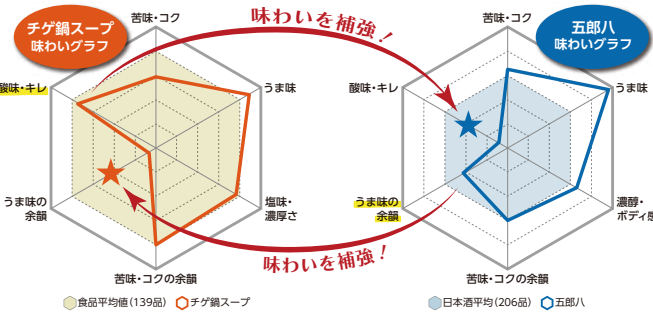 チゲ鍋スープ
味わいグラフ
苦味・コク
味わいを補強！
苦味・コク
五郎八
味わいグラフ
酸味・キレ
うま味
酸味・キレ
うま味
うま味の
余韻
塩味・
濃厚さ
うま味の
余韻
濃醇・
ボディ感
苦味・コクの余韻
味わいを補強！
苦味・コクの余韻
食品平均値（139品） チゲ鍋スープ
日本酒平均（206品） 五郎八